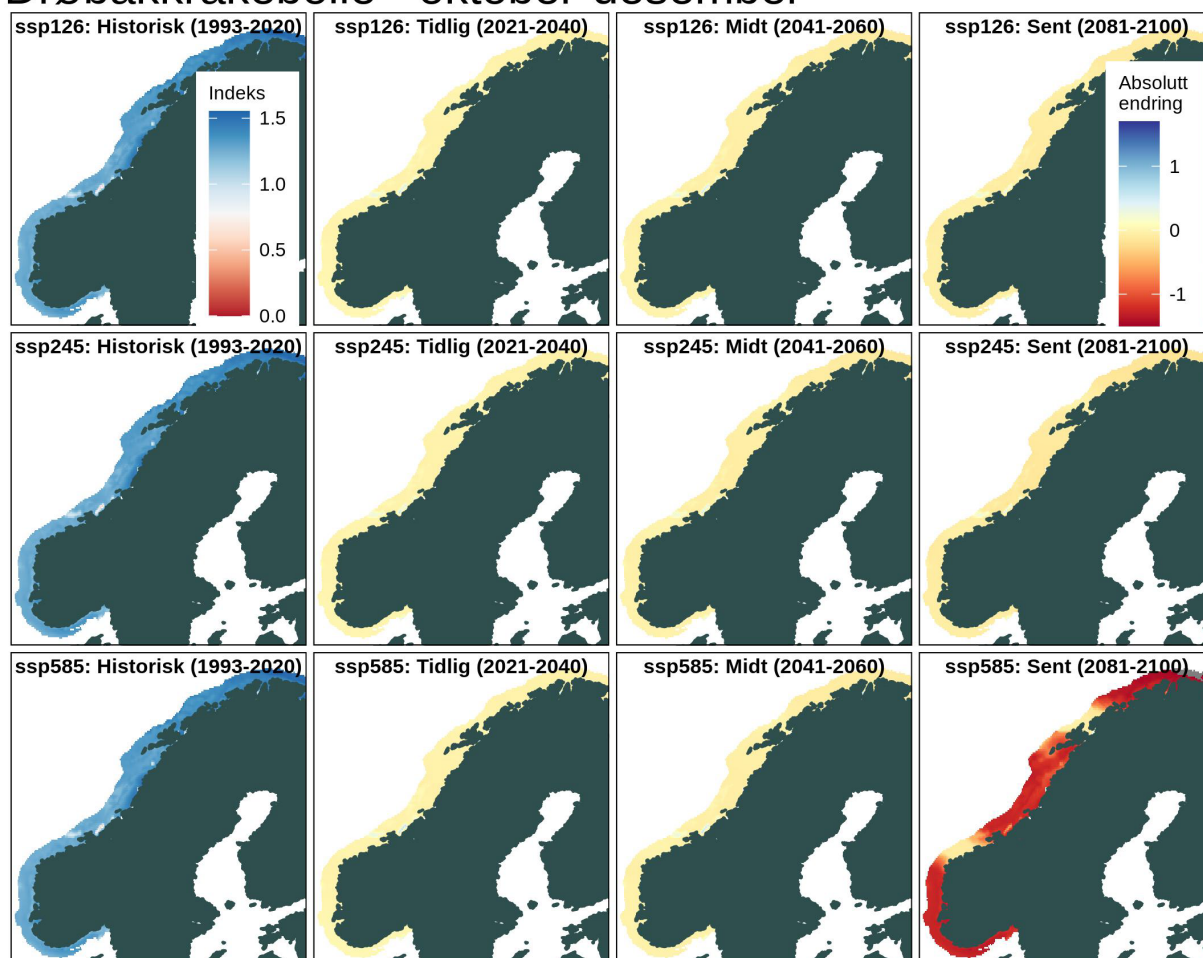 Drøbakkråkebolle - oktober-desember
ssp126: Historisk (1993-2020)
ssp126: Tidlig (2021-2040)
ssp126: Midt (2041-2060)
ssp126: Sent (2081-2100)
Indeks
1.5
1.0
0.5
0.0
Absolutt
endring
1
0
-1
ssp245: Historisk (1993-2020)
ssp245: Tidlig (2021-2040)
ssp245: Midt (2041-2060)
ssp245: Sent (2081-2100)
ssp585: Historisk (1993-2020)
ssp585: Tidlig (2021-2040)
ssp585: Midt (2041-2060)
ssp585: Sent (2081-2100)